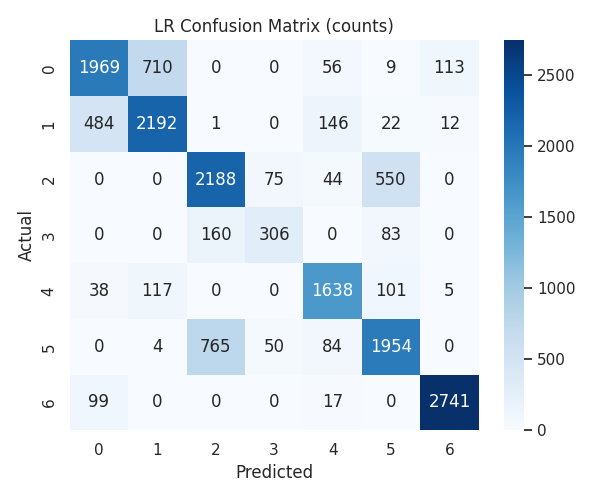 LR Confusion Matrix (counts)
0 1969 710 0 0 56 9 113
1 484 2192 1 0 146 22 12
2 0 0 2188 75 44 550 0
3 0 0 160 306 0 83 0
4 38 117 0 0 1638 101 5
5 0 4 765 50 84 1954 0
6 99 0 0 0 17 0 2741
0 1 2 3 4 5 6
Predicted
Actual
2500
2000
1500
1000
500
0